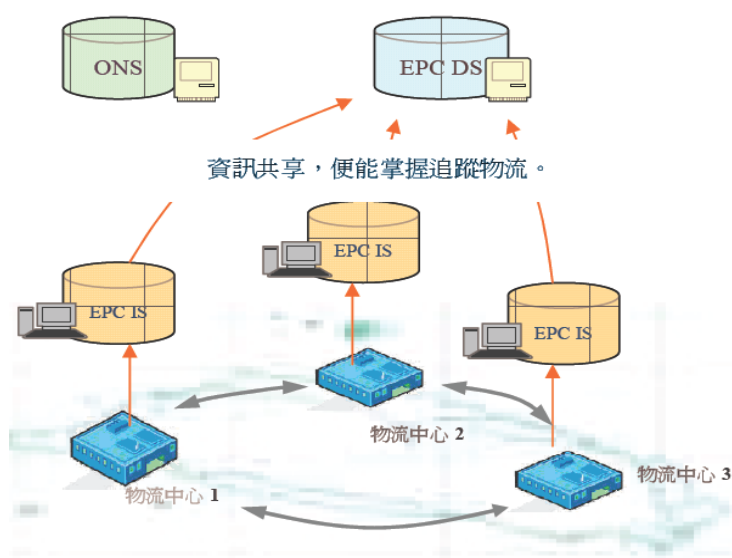 ONS
EPC DS
資訊共享，便能掌握追蹤物流。
EPC IS
EPC IS
EPC IS
物流中心 2
物流中心 3
物流中心 1